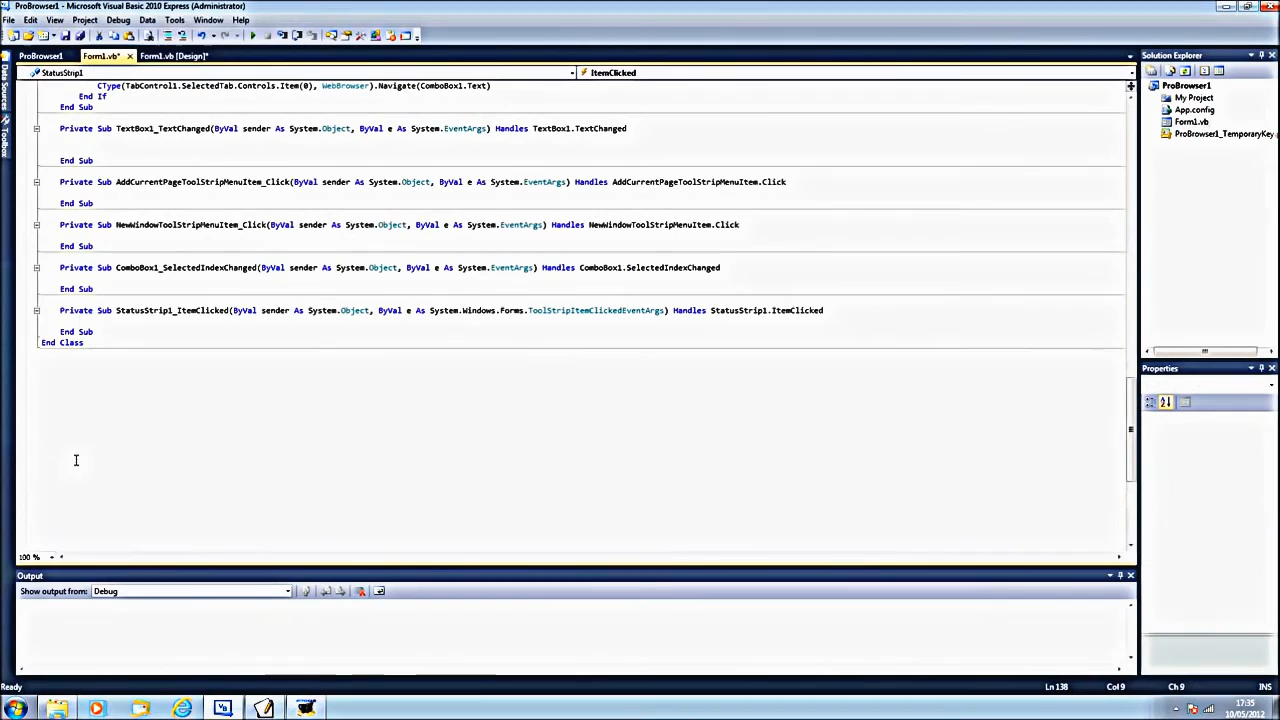 ProBrowser1 - Microsoft Visual Basic 2010 Express (Administrator)
File Edit View Project Debug Data Tools Window Help
ProBrowser1 Form1.vb* Form1.vb [Design]*
Solution Explorer
StatusStrip1 ItemClicked
CType(TabControl1.SelectedTab.Controls.Item(0), WebBrowser).Navigate(ComboBox1.Text)
End If
End Sub
Private Sub TextBox1_TextChanged(ByVal sender As System.Object, ByVal e As System.EventArgs) Handles TextBox1.TextChanged
End Sub
Private Sub AddCurrentPageToolStripMenuItem_Click(ByVal sender As System.Object, ByVal e As System.EventArgs) Handles AddCurrentPageToolStripMenuItem.Click
End Sub
Private Sub NewWindowToolStripMenuItem_Click(ByVal sender As System.Object, ByVal e As System.EventArgs) Handles NewWindowToolStripMenuItem.Click
End Sub
Private Sub ComboBox1_SelectedIndexChanged(ByVal sender As System.Object, ByVal e As System.EventArgs) Handles ComboBox1.SelectedIndexChanged
End Sub
Private Sub StatusStrip1_ItemClicked(ByVal sender As System.Object, ByVal e As System.Windows.Forms.ToolStripItemClickedEventArgs) Handles StatusStrip1.ItemClicked
End Sub
End Class
Data Sources
Toolbox
ProBrowser1
My Project
App.config
Form1.vb
ProBrowser1_TemporaryKey
Properties
100 %
Output
Show output from: Debug
Ready Ln 138 Col 9 Ch 9 INS
17:35
10/05/2012